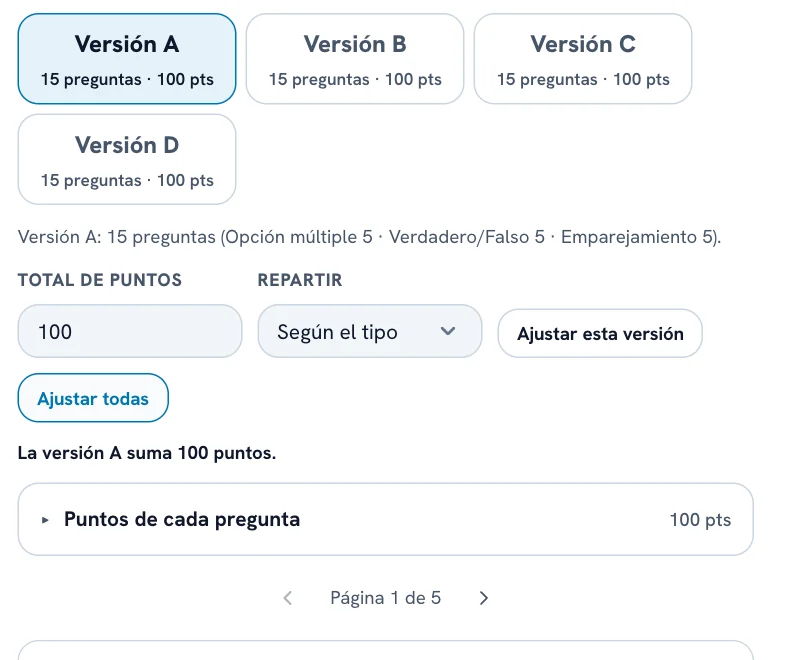 Versión A
15 preguntas · 100 pts
Versión B
15 preguntas · 100 pts
Versión C
15 preguntas · 100 pts
Versión D
15 preguntas · 100 pts
Versión A: 15 preguntas (Opción múltiple 5 · Verdadero/Falso 5 · Emparejamiento 5).
TOTAL DE PUNTOS
REPARTIR
100
Según el tipo
Ajustar esta versión
Ajustar todas
La versión A suma 100 puntos.
Puntos de cada pregunta
100 pts
Página 1 de 5